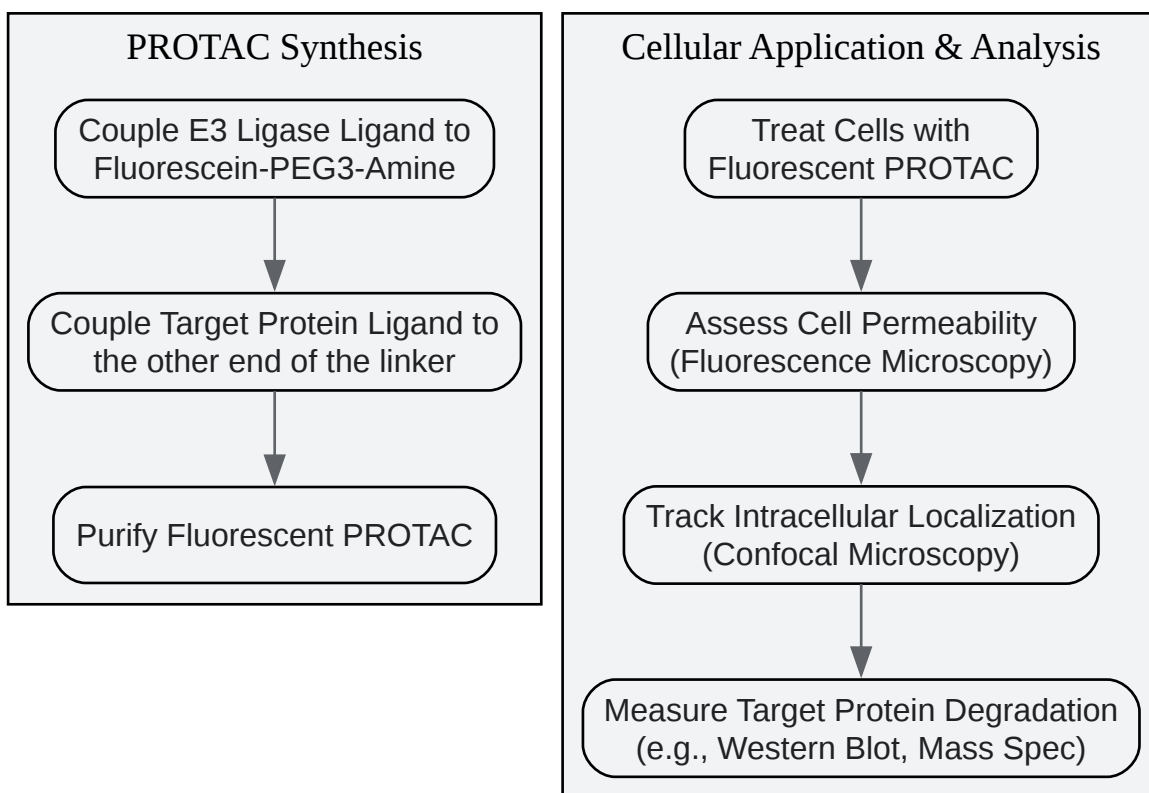 PROTAC Synthesis
Couple E3 Ligase Ligand to
Fluorescein-PEG3-Amine
Couple Target Protein Ligand to
the other end of the linker
Purify Fluorescent PROTAC
Cellular Application & Analysis
Treat Cells with
Fluorescent PROTAC
Assess Cell Permeability
(Fluorescence Microscopy)
Track Intracellular Localization
(Confocal Microscopy)
Measure Target Protein Degradation
(e.g., Western Blot, Mass Spec)